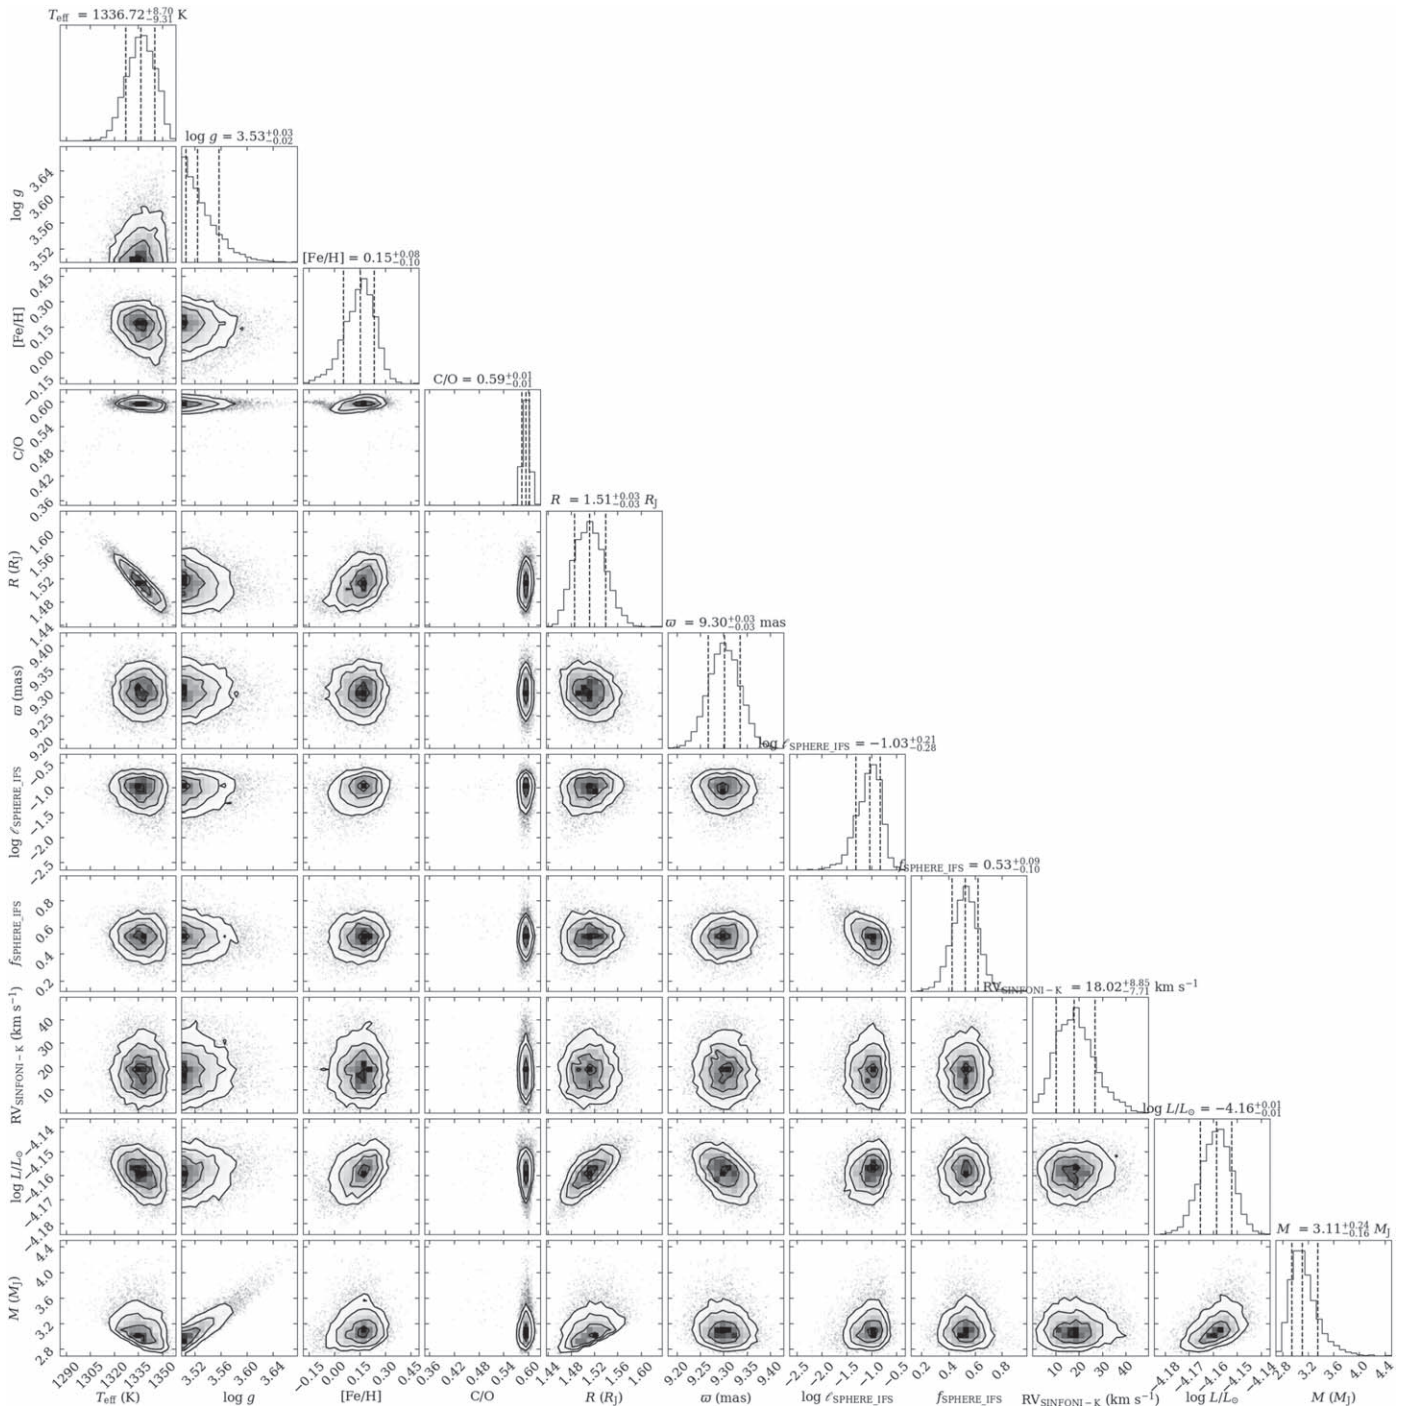 T_eff = 1336.72 +8.70 −9.31 K
log g = 3.53 +0.03 −0.02
log g
3.64
3.60
3.56
3.52
[Fe/H] = 0.15 +0.08 −0.10
[Fe/H]
0.45
0.30
0.15
0.00
−0.15
C/O = 0.59 +0.01 −0.01
C/O
0.60
0.54
0.48
0.42
0.36
R = 1.51 +0.03 −0.03 R_J
R (R_J)
1.60
1.56
1.52
1.48
1.44
ϖ = 9.30 +0.03 −0.03 mas
ϖ (mas)
9.40
9.35
9.30
9.25
9.20
log ℓ_SPHERE_IFS = −1.03 +0.21 −0.28
log ℓ_SPHERE_IFS
−0.5
−1.0
−1.5
−2.0
−2.5
f_SPHERE_IFS = 0.53 +0.09 −0.10
f_SPHERE_IFS
0.8
0.6
0.4
0.2
RV_SINFONI−K = 18.02 +8.85 −7.71 km s⁻¹
RV_SINFONI−K (km s⁻¹)
40
30
20
10
log L/L⊙ = −4.16 +0.01 −0.01
log L/L⊙
−4.14
−4.15
−4.16
−4.17
−4.18
M = 3.11 +0.24 −0.16 M_J
M (M_J)
4.4
4.0
3.6
3.2
2.8
1290 1305 1320 1335 1350 3.52 3.56 3.60 3.64 −0.15 0.00 0.15 0.30 0.45 0.36 0.42 0.48 0.54 0.60 1.44 1.48 1.52 1.56 1.60 9.20 9.25 9.30 9.35 9.40 −2.5 −2.0 −1.5 −1.0 −0.5 0.2 0.4 0.6 0.8 10 20 30 40 −4.18 −4.17 −4.16 −4.15 −4.14 2.8 3.2 3.6 4.0 4.4
T_eff (K) log g [Fe/H] C/O R (R_J) ϖ (mas) log ℓ_SPHERE_IFS f_SPHERE_IFS RV_SINFONI−K (km s⁻¹) log L/L⊙ M (M_J)